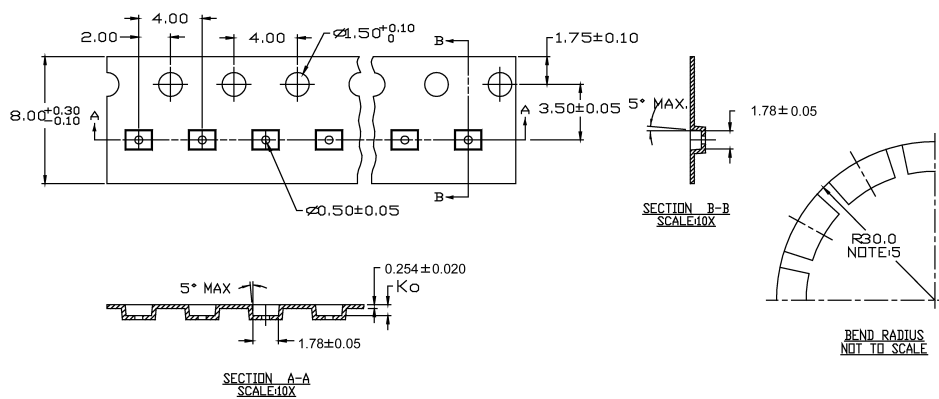 4.00
2.00
4.00
⌀1.50+0.10 0
B
1.75±0.10
8.00+0.30 -0.10
A
A
3.50±0.05
5° MAX.
1.78±0.05
⌀0.50±0.05
B
SECTION B-B
SCALE:10X
R30.0
NOTE:5
0.254±0.020
5° MAX
Ko
1.78±0.05
BEND RADIUS
NOT TO SCALE
SECTION A-A
SCALE:10X